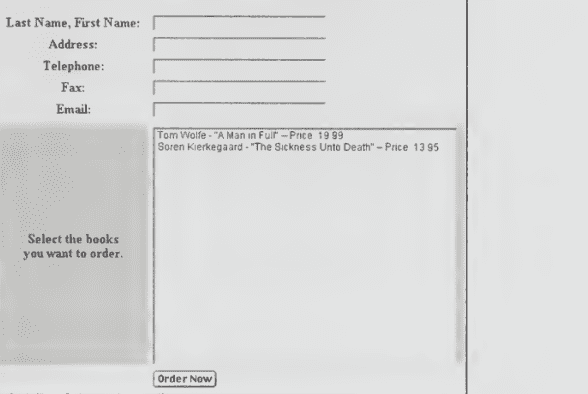 Last Name, First Name:
Address:
Telephone:
Fax:
Email:
Tom Wolfe - "A Man in Full" – Price 19 99
Soren Kierkegaard - "The Sickness Unto Death" – Price 13 95
Select the books
you want to order.
Order Now